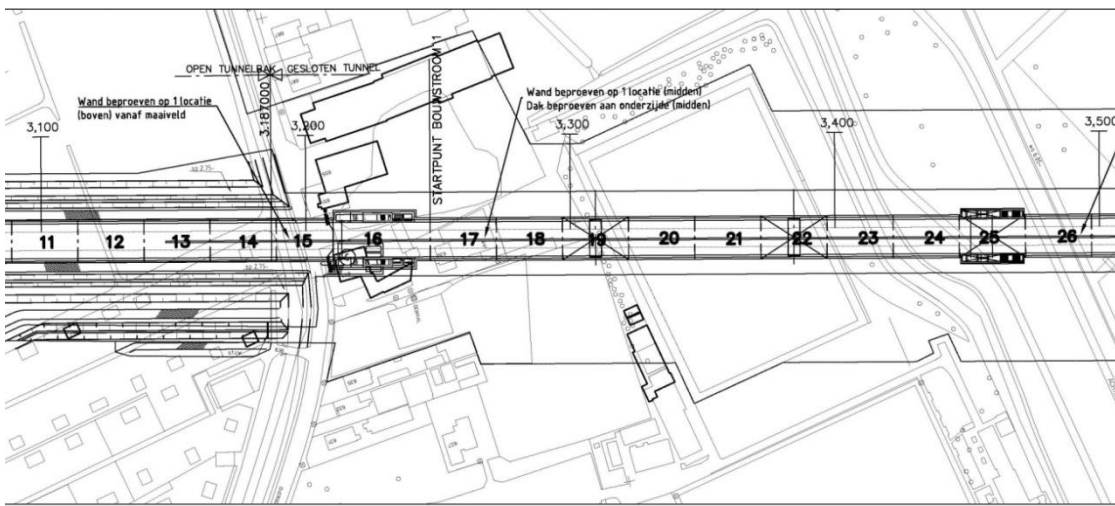 OPEN TUNNELBAK GESLOTEN TUNNEL
Wand beproeven op 1 locatie
(boven) vanaf maaiveld
3.187000
STARTPUNT BOUWSTROOM 1
Wand beproeven op 1 locatie (midden)
Dak beproeven aan onderzijde (midden)
3,100
3,200
3,300
3,400
3,500
11 12 13 14 15 16 17 18 19 20 21 22 23 24 25 26